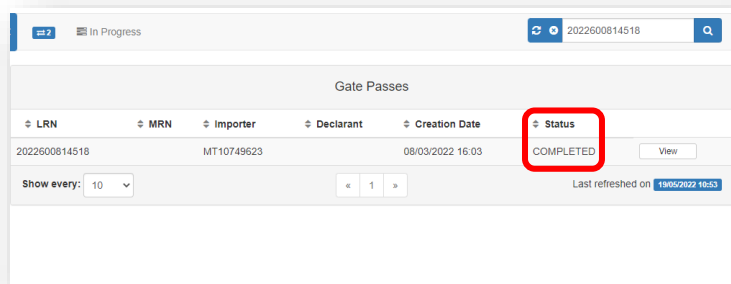 2 In Progress 2022600814518
Gate Passes
LRN MRN Importer Declarant Creation Date Status
2022600814518 MT10749623 08/03/2022 16:03 COMPLETED View
Show every: 10 « 1 » Last refreshed on 19/05/2022 10:53